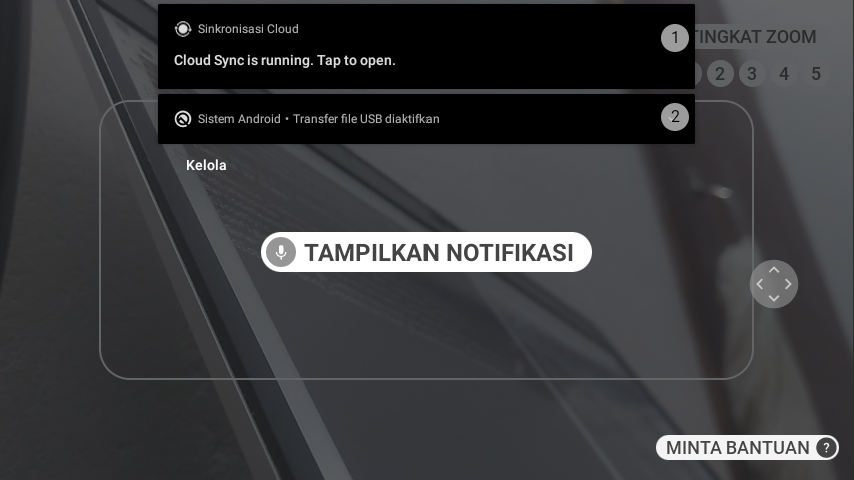 Sinkronisasi Cloud
1
Cloud Sync is running. Tap to open.
TINGKAT ZOOM
2 3 4 5
Sistem Android • Transfer file USB diaktifkan
2
Kelola
TAMPILKAN NOTIFIKASI
MINTA BANTUAN ?